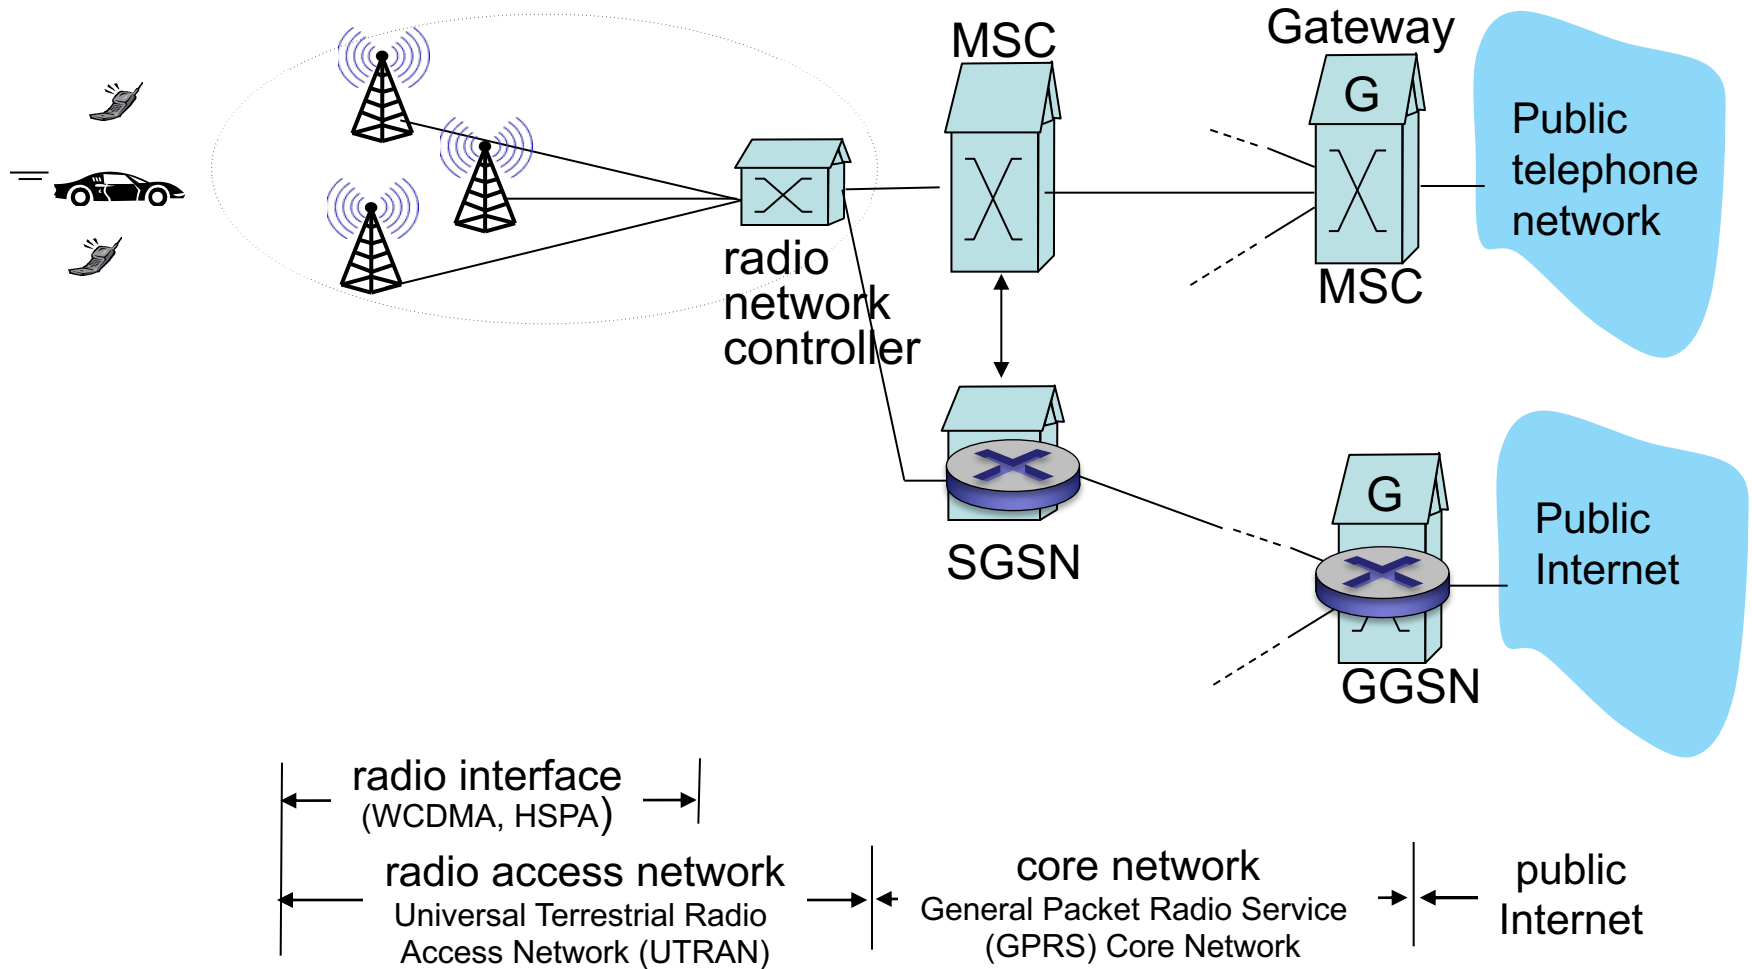 MSC
Gateway
G
MSC
Public
telephone
network
radio
network
controller
SGSN
G
GGSN
Public
Internet
radio interface
(WCDMA, HSPA)
radio access network
Universal Terrestrial Radio
Access Network (UTRAN)
core network
General Packet Radio Service
(GPRS) Core Network
public
Internet